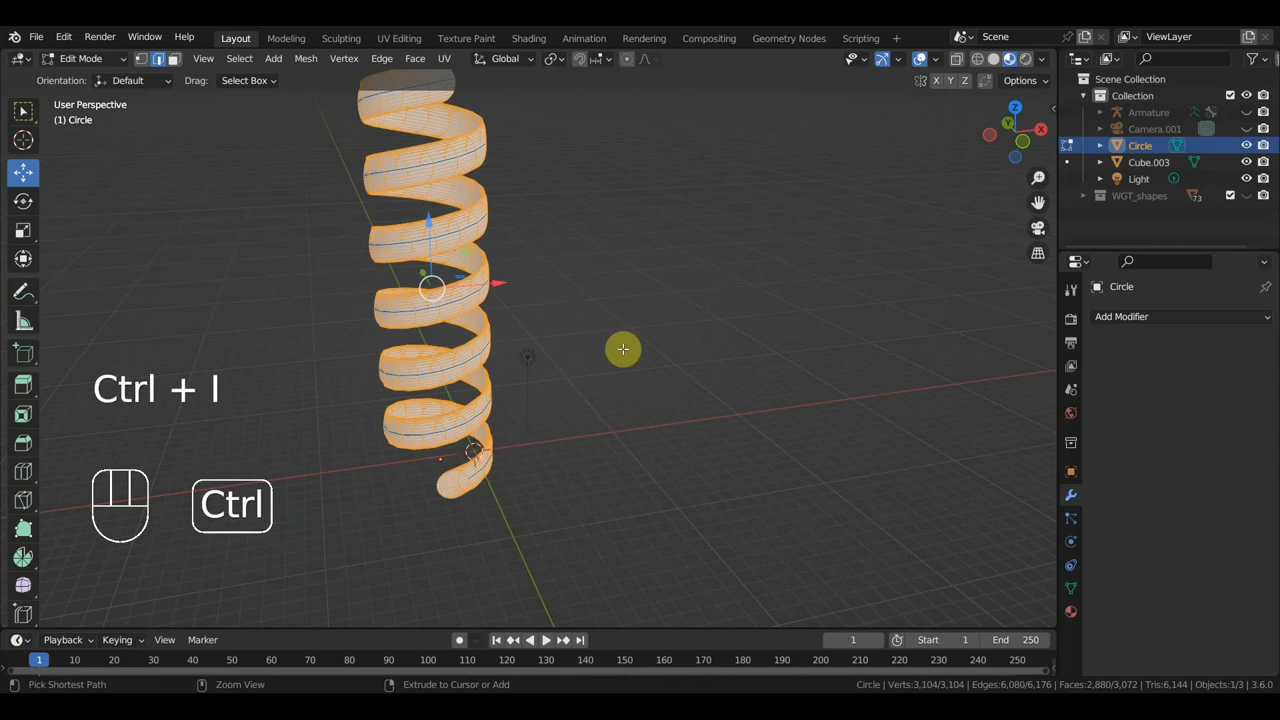 File Edit Render Window Help Layout Modeling Sculpting UV Editing Texture Paint Shading Animation Rendering Compositing Geometry Nodes Scripting Scene ViewLayer
Edit Mode View Select Add Mesh Vertex Edge Face UV Global
Orientation: Default Drag: Select Box X Y Z Options
User Perspective
(1) Circle
Z
Y
X
Scene Collection
Collection
Armature
Camera.001
Circle
Cube.003
Light
WGT_shapes 73
Circle
Add Modifier
Ctrl + I
Ctrl
Playback Keying View Marker 1 Start 1 End 250
1 10 20 30 40 50 60 70 80 90 100 110 120 130 140 150 160 170 180 190 200 210 220 230 240 250
Pick Shortest Path Zoom View Extrude to Cursor or Add Circle | Verts:3,104/3,104 | Edges:6,080/6,176 | Faces:2,880/3,072 | Tris:6,144 | Objects:1/3 | 3.6.0